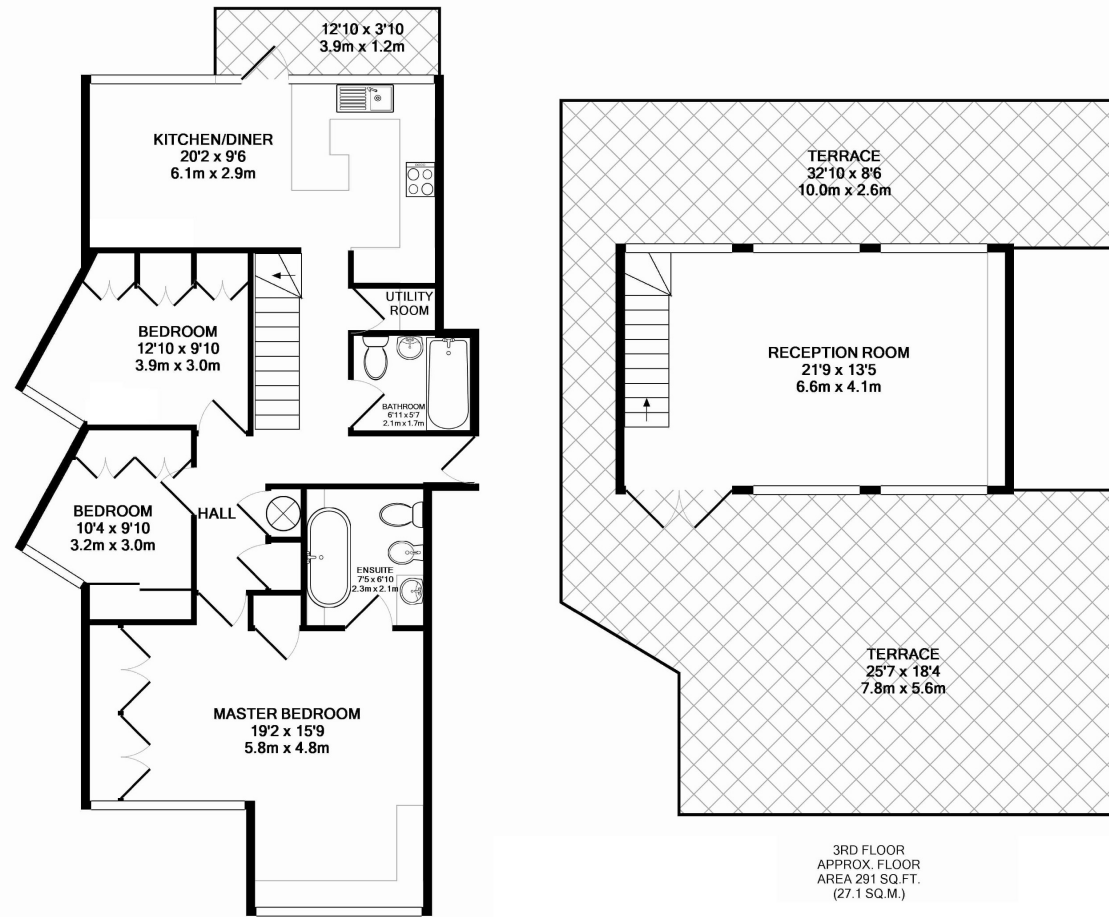 12'10 x 3'10
3.9m x 1.2m
KITCHEN/DINER
20'2 x 9'6
6.1m x 2.9m
UTILITY
ROOM
BEDROOM
12'10 x 9'10
3.9m x 3.0m
BATHROOM
6'11 x 5'7
2.1m x 1.7m
BEDROOM
10'4 x 9'10
3.2m x 3.0m
HALL
ENSUITE
7'5 x 6'10
2.3m x 2.1m
MASTER BEDROOM
19'2 x 15'9
5.8m x 4.8m
TERRACE
32'10 x 8'6
10.0m x 2.6m
RECEPTION ROOM
21'9 x 13'5
6.6m x 4.1m
TERRACE
25'7 x 18'4
7.8m x 5.6m
3RD FLOOR
APPROX. FLOOR
AREA 291 SQ.FT.
(27.1 SQ.M.)